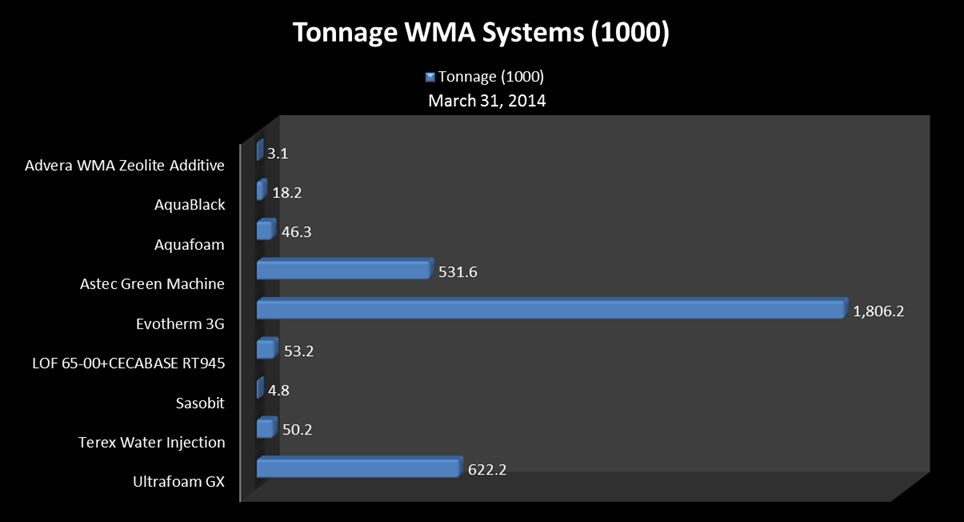 Tonnage WMA Systems (1000)
Tonnage (1000)
March 31, 2014
Advera WMA Zeolite Additive 3.1
AquaBlack 18.2
Aquafoam 46.3
Astec Green Machine 531.6
Evotherm 3G 1,806.2
LOF 65-00+CECABASE RT945 53.2
Sasobit 4.8
Terex Water Injection 50.2
Ultrafoam GX 622.2